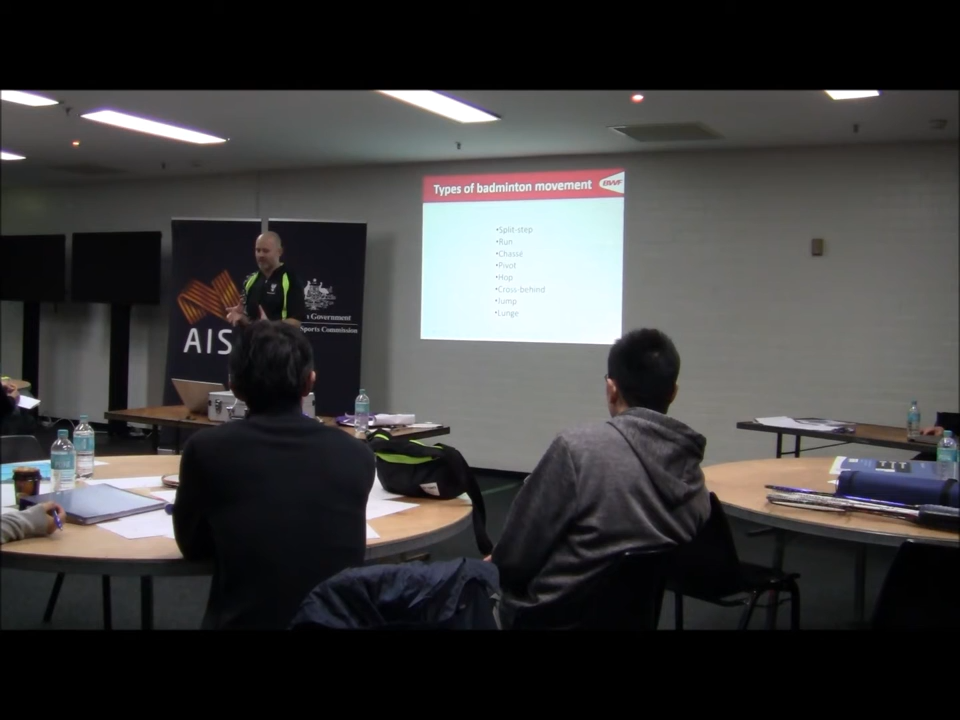 Types of badminton movement
BWF
•Split-step
•Run
•Chasse
•Pivot
•Hop
•Cross-behind
•Jump
•Lunge
AIS
Government
Sports Commission